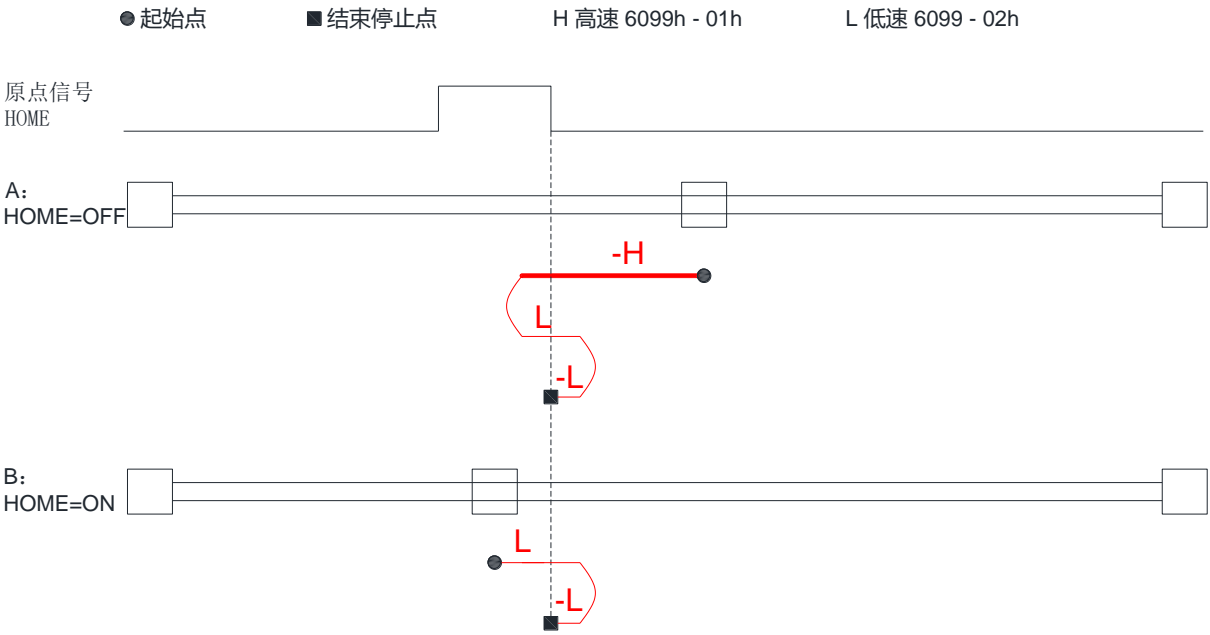 起始点 结束停止点 H 高速 6099h - 01h L 低速 6099 - 02h
原点信号
HOME
A：
HOME=OFF
-H
L
-L
B：
HOME=ON
L
-L